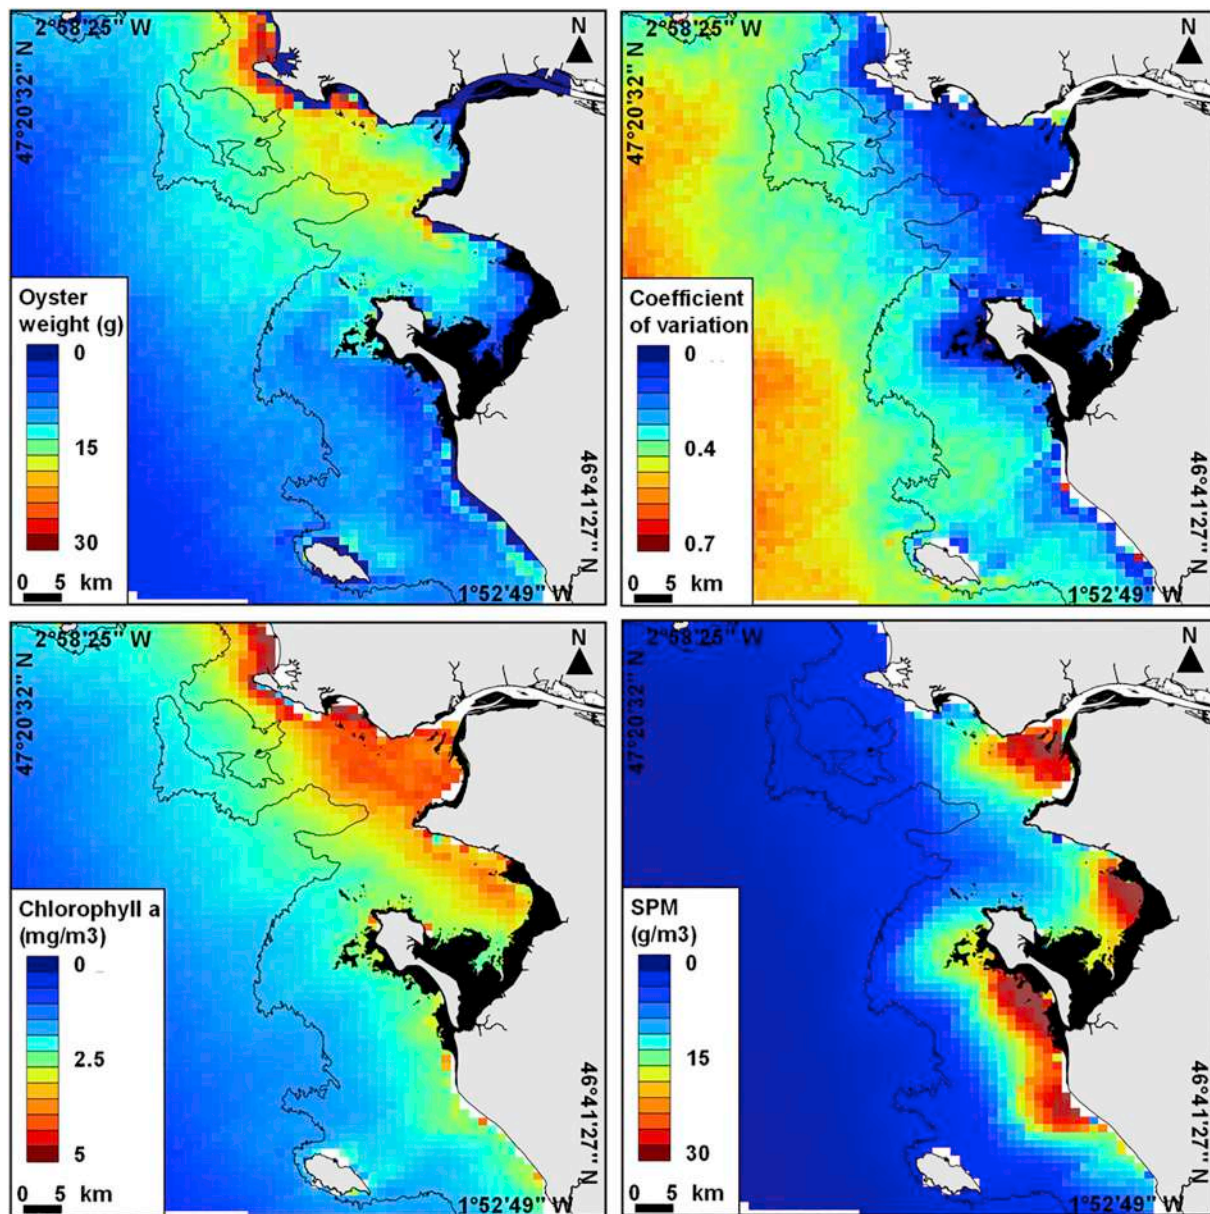 2°58'25" W
N
47°20'32" N
Oyster
weight (g)
0
15
30
0 5 km
46°41'27" N
1°52'49" W
2°58'25" W
N
47°20'32" N
Coefficient
of variation
0
0.4
0.7
0 5 km
46°41'27" N
1°52'49" W
2°58'25" W
N
47°20'32" N
Chlorophyll a
(mg/m3)
0
2.5
5
0 5 km
46°41'27" N
1°52'49" W
2°58'25" W
N
47°20'32" N
SPM
(g/m3)
0
15
30
0 5 km
46°41'27" N
1°52'49" W